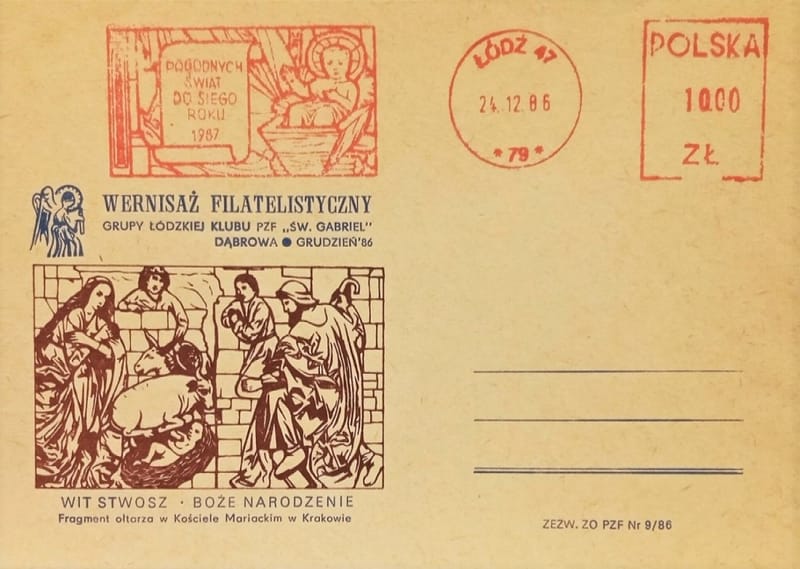 POGODNYCH
ŚWIAT
DO SIEGO
ROKU
1987
ŁÓDŹ 47
24.12.86
* 79 *
POLSKA
10.00
ZŁ
WERNISAŻ FILATELISTYCZNY
GRUPY ŁÓDZKIEJ KLUBU PZF „ŚW. GABRIEL"
DĄBROWA ● GRUDZIEŃ'86
WIT STWOSZ · BOŻE NARODZENIE
Fragment ołtarza w Kościele Mariackim w Krakowie
ZEZW. ZO PZF Nr 9/86